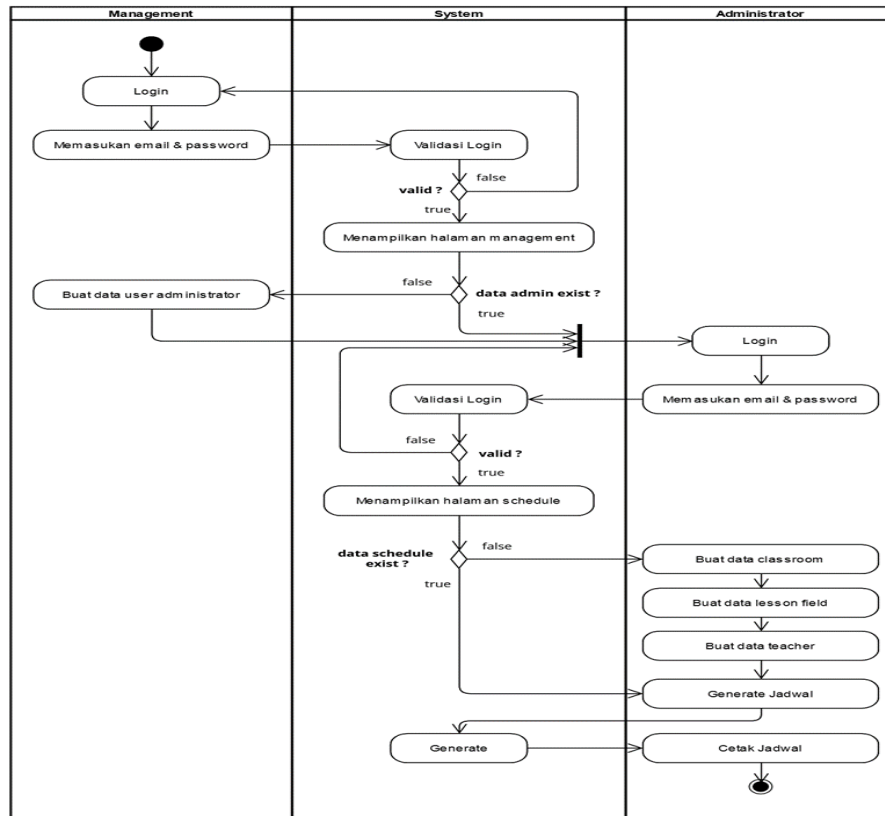 Management
System
Administrator
Login
Memasukan email & password
Validasi Login
false
valid ?
true
Menampilkan halaman management
false
Buat data user administrator
data admin exist ?
true
Login
Validasi Login
Memasukan email & password
false
valid ?
true
Menampilkan halaman schedule
false
data schedule
exist ?
Buat data classroom
true
Buat data lesson field
Buat data teacher
Generate Jadwal
Generate
Cetak Jadwal